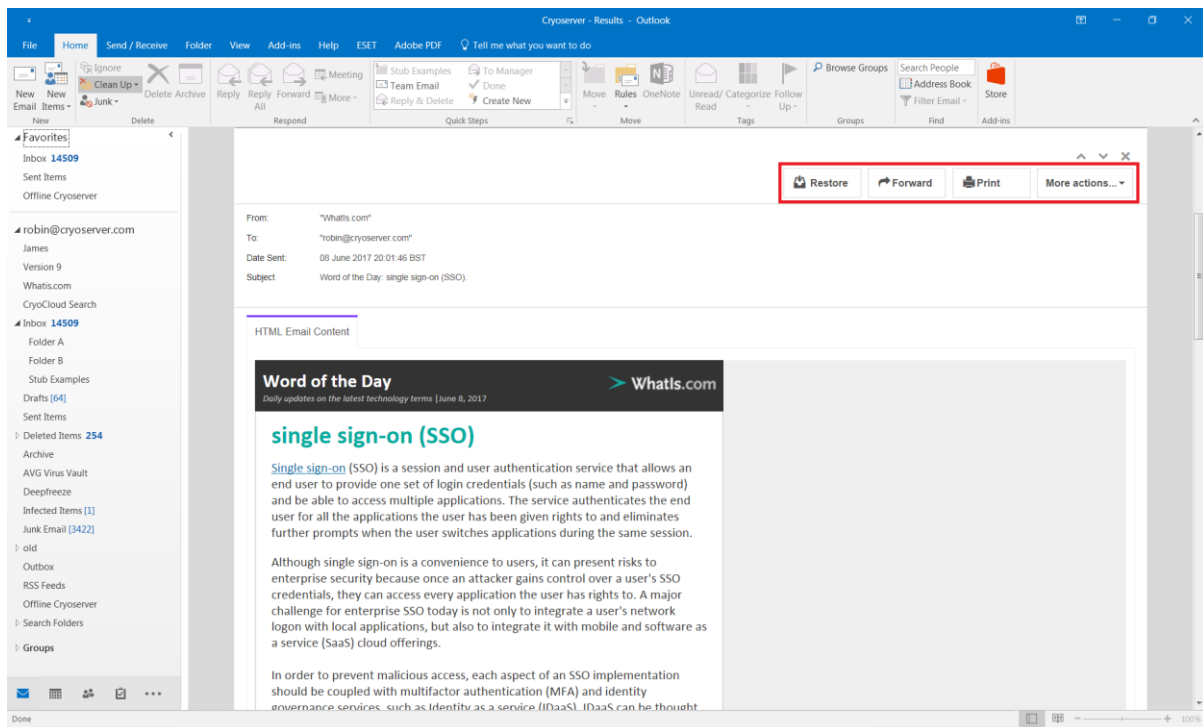 Cryoserver - Results - Outlook
File Home Send / Receive Folder View Add-ins Help ESET Adobe PDF Tell me what you want to do
New Email
New Items
Ignore
Clean Up
Junk
Delete
Archive
Reply
Reply All
Forward
Meeting
More
Stub Examples
Team Email
Reply & Delete
To Manager
Done
Create New
Move
Rules
OneNote
Unread/ Read
Categorize
Follow Up
Browse Groups
Search People
Address Book
Filter Email
Store
New Delete Respond Quick Steps Move Tags Groups Find Add-ins
Favorites
Inbox 14509
Sent Items
Offline Cryoserver
robin@cryoserver.com
James
Version 9
Whatis.com
CryoCloud Search
Inbox 14509
Folder A
Folder B
Stub Examples
Drafts [64]
Sent Items
Deleted Items 254
Archive
AVG Virus Vault
Deepfreeze
Infected Items [1]
Junk Email [3422]
old
Outbox
RSS Feeds
Offline Cryoserver
Search Folders
Groups
Restore Forward Print More actions...
From: "WhatIs.com"
To: "robin@cryoserver.com"
Date Sent: 08 June 2017 20:01:46 BST
Subject Word of the Day: single sign-on (SSO).
HTML Email Content
Word of the Day
WhatIs.com
Daily updates on the latest technology terms |June 8, 2017
single sign-on (SSO)
Single sign-on (SSO) is a session and user authentication service that allows an
end user to provide one set of login credentials (such as name and password)
and be able to access multiple applications. The service authenticates the end
user for all the applications the user has been given rights to and eliminates
further prompts when the user switches applications during the same session.
Although single sign-on is a convenience to users, it can present risks to
enterprise security because once an attacker gains control over a user's SSO
credentials, they can access every application the user has rights to. A major
challenge for enterprise SSO today is not only to integrate a user's network
logon with local applications, but also to integrate it with mobile and software as
a service (SaaS) cloud offerings.
In order to prevent malicious access, each aspect of an SSO implementation
should be coupled with multifactor authentication (MFA) and identity
governance services, such as Identity as a service (IDaaS). IDaaS can be thought
Done
100%